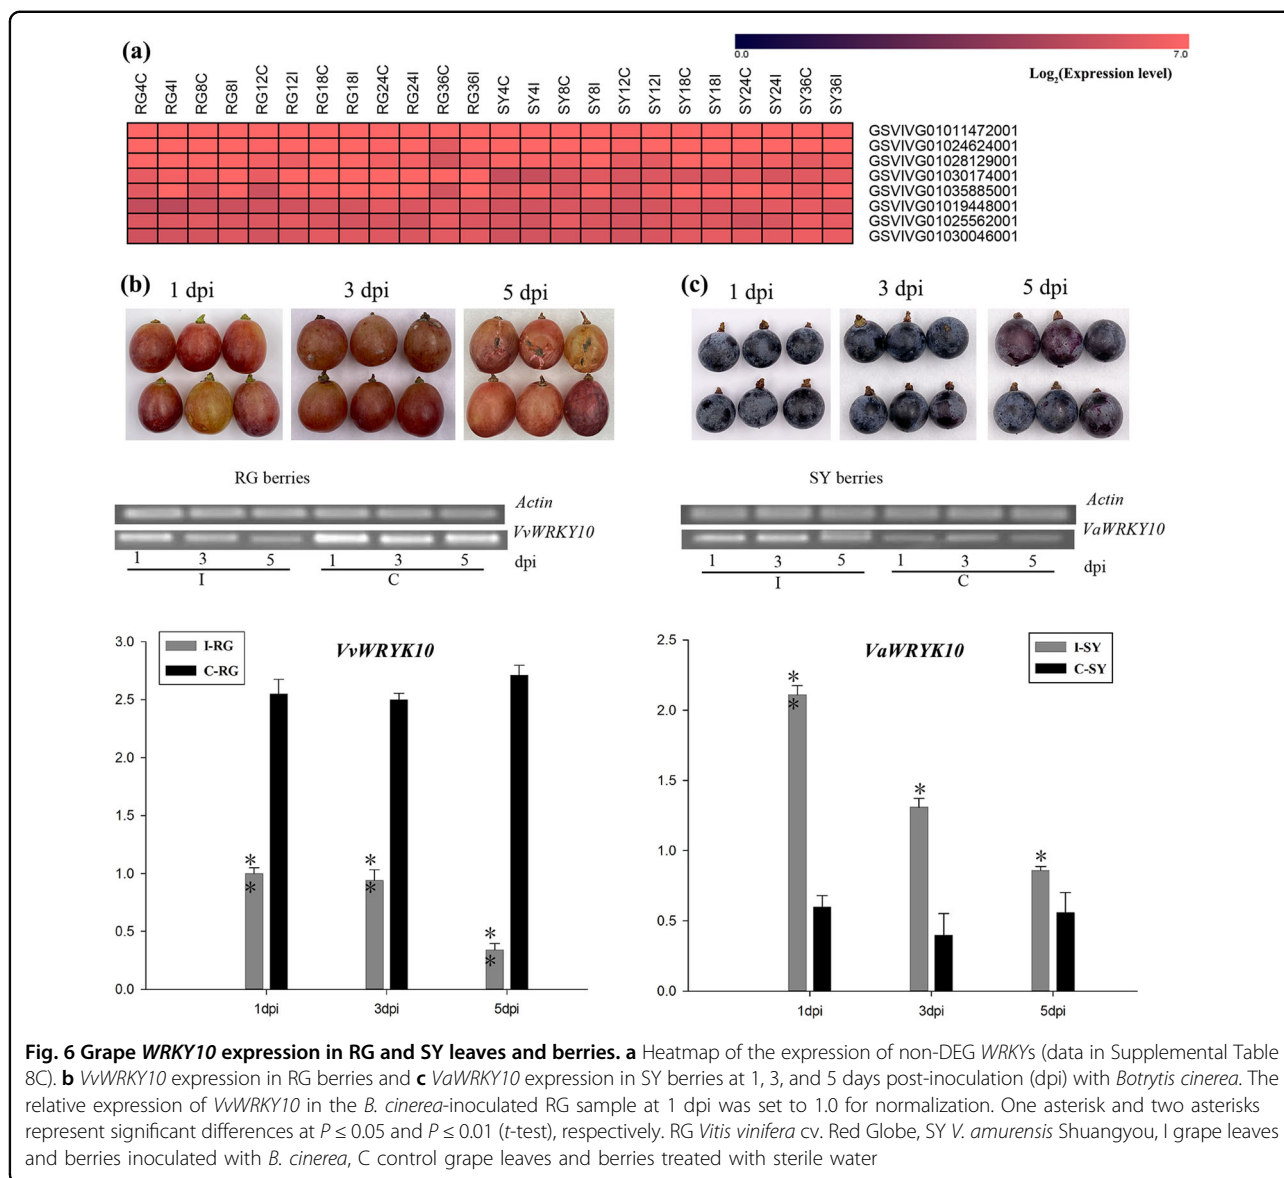 (a)
0.0 7.0
Log2(Expression level)
RG4C RG4I RG8C RG8I RG12C RG12I RG18C RG18I RG24C RG24I RG36C RG36I SY4C SY4I SY8C SY8I SY12C SY12I SY18C SY18I SY24C SY24I SY36C SY36I
GSVIVG01011472001
GSVIVG01024624001
GSVIVG01028129001
GSVIVG01030174001
GSVIVG01035885001
GSVIVG01019448001
GSVIVG01025562001
GSVIVG01030046001
(b)
1 dpi 3 dpi 5 dpi
RG berries
Actin
VvWRKY10
1 3 5 1 3 5 dpi
I C
3.0
2.5
2.0
1.5
1.0
0.5
0.0
I-RG
C-RG
VvWRYK10
* * *
* * *
1dpi 3dpi 5dpi
(c)
1 dpi 3 dpi 5 dpi
SY berries
Actin
VaWRKY10
1 3 5 1 3 5 dpi
I C
2.5
2.0
1.5
1.0
0.5
0.0
VaWRYK10
I-SY
C-SY
* * *
*
1dpi 3dpi 5dpi
Fig. 6 Grape WRKY10 expression in RG and SY leaves and berries. a Heatmap of the expression of non-DEG WRKYs (data in Supplemental Table
8C). b VvWRKY10 expression in RG berries and c VaWRKY10 expression in SY berries at 1, 3, and 5 days post-inoculation (dpi) with Botrytis cinerea. The
relative expression of VvWRKY10 in the B. cinerea-inoculated RG sample at 1 dpi was set to 1.0 for normalization. One asterisk and two asterisks
represent significant differences at P ≤ 0.05 and P ≤ 0.01 (t-test), respectively. RG Vitis vinifera cv. Red Globe, SY V. amurensis Shuangyou, I grape leaves
and berries inoculated with B. cinerea, C control grape leaves and berries treated with sterile water